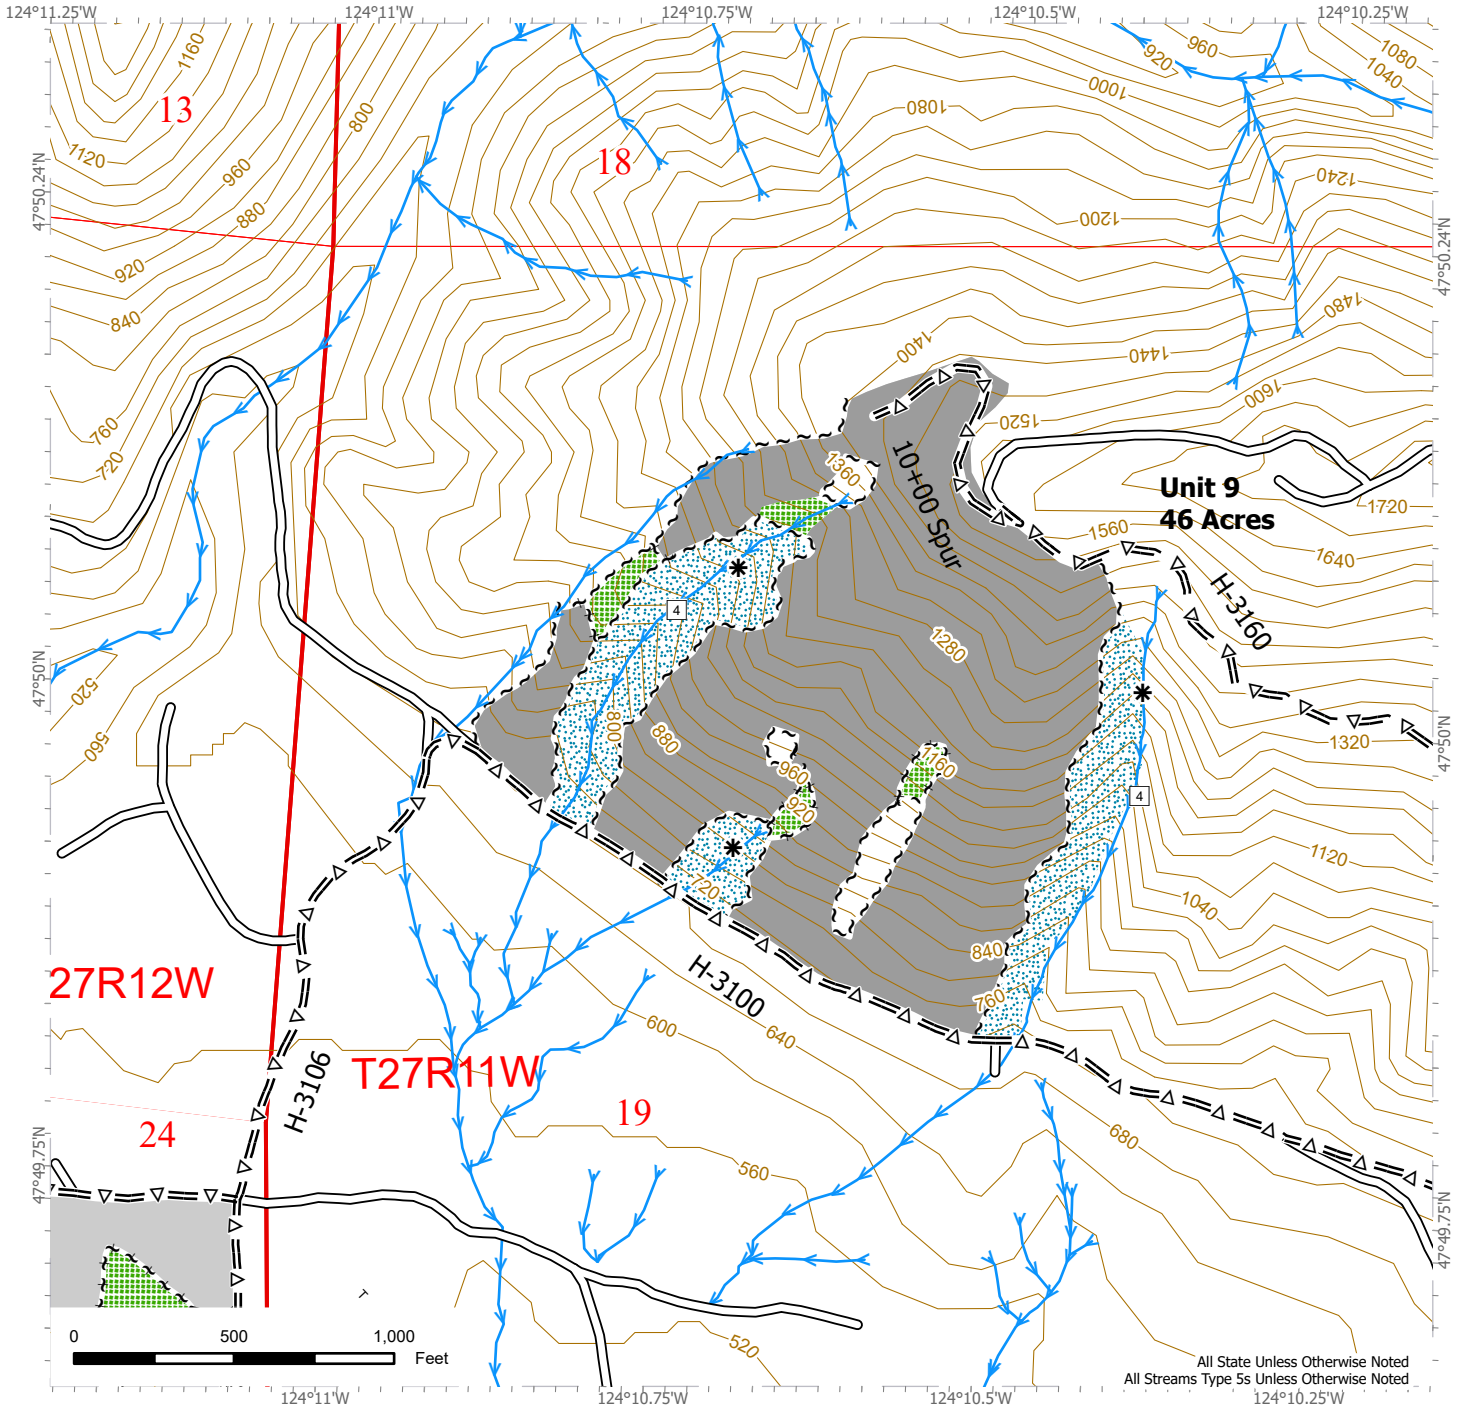 124°11.25'W
124°11'W
124°10.75'W
124°10.5'W
124°10.25'W
1160
960
920
1080
1040
13
800
1000
1080
1120
960
18
1240
47°50.24'N
880
1200
47°50.24'N
920
840
1480
1400
1440
1600
760
1520
720
1360
10+00 Spur
Unit 9
46 Acres
1720
1560
1640
H-3160
4
1280
47°50'N
520
560
800
880
1320
47°50'N
960
1160
920
4
720
1120
1040
840
27R12W
H-3100
760
600
640
T27R11W
H-3106
19
24
680
47°49.75'N
560
47°49.75'N
T
0
500
1,000
Feet
520
All State Unless Otherwise Noted
All Streams Type 5s Unless Otherwise Noted
124°11'W
124°10.75'W
124°10.5'W
124°10.25'W